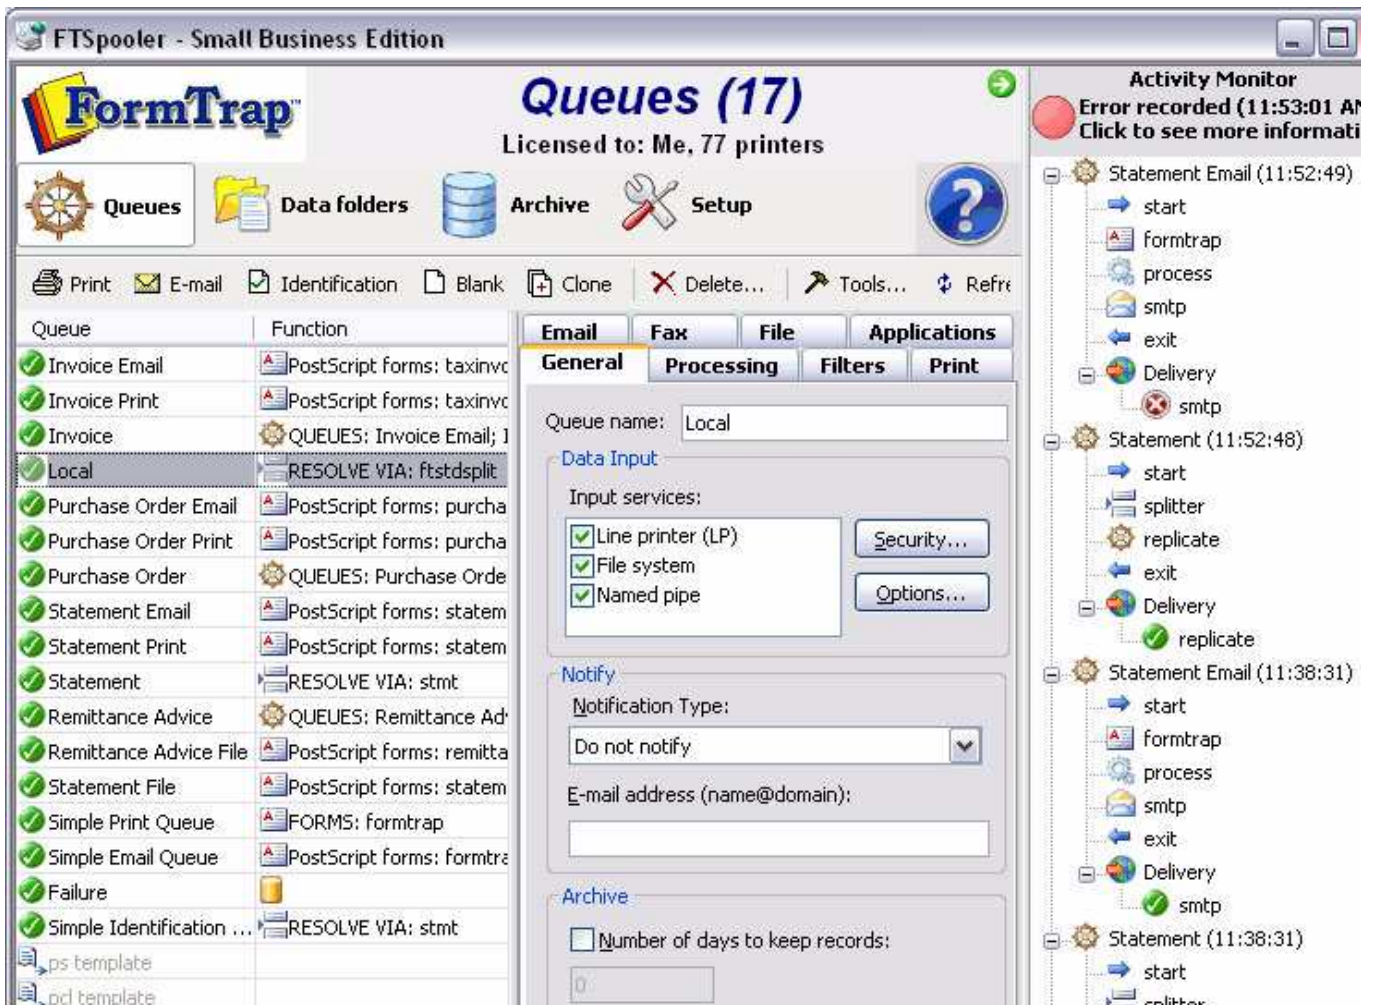 FTSpooler - Small Business Edition
FormTrap
Queues (17)
Licensed to: Me, 77 printers
Queues
Data folders
Archive
Setup
Print
E-mail
Identification
Blank
Clone
Delete...
Tools...
Refre
Queue Function
Invoice Email PostScript forms: taxinvo
Invoice Print PostScript forms: taxinvo
Invoice QUEUES: Invoice Email; I
Local RESOLVE VIA: ftstdsplit
Purchase Order Email PostScript forms: purcha
Purchase Order Print PostScript forms: purcha
Purchase Order QUEUES: Purchase Orde
Statement Email PostScript forms: statem
Statement Print PostScript forms: statem
Statement RESOLVE VIA: stmt
Remittance Advice QUEUES: Remittance Ad
Remittance Advice File PostScript forms: remitta
Statement File PostScript forms: statem
Simple Print Queue FORMS: formtrap
Simple Email Queue PostScript forms: formtra
Failure
Simple Identification ... RESOLVE VIA: stmt
ps template
pcl template
Email Fax File Applications
General Processing Filters Print
Queue name: Local
Data Input
Input services:
Line printer (LP)
File system
Named pipe
Security...
Options...
Notify
Notification Type:
Do not notify
E-mail address (name@domain):
Archive
Number of days to keep records:
0
Activity Monitor
Error recorded (11:53:01 AM
Click to see more informati
Statement Email (11:52:49)
start
formtrap
process
smtp
exit
Delivery
smtp
Statement (11:52:48)
start
splitter
replicate
exit
Delivery
replicate
Statement Email (11:38:31)
start
formtrap
process
smtp
exit
Delivery
smtp
Statement (11:38:31)
start
splitter